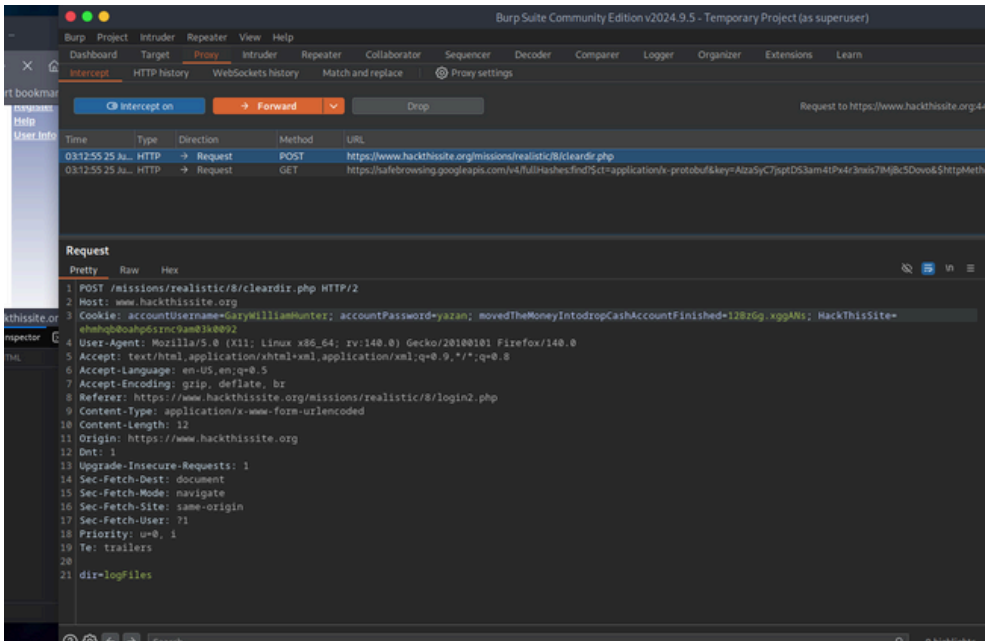 Burp Suite Community Edition v2024.9.5 - Temporary Project (as superuser)
Burp Project Intruder Repeater View Help
Dashboard Target Proxy Intruder Repeater Collaborator Sequencer Decoder Comparer Logger Organizer Extensions Learn
Intercept HTTP history WebSockets history Match and replace Proxy settings
rt bookmar
Register
Help
User Info
Intercept on Forward Drop Request to https://www.hackthissite.org:44
Time Type Direction Method URL
03:12:55 25 Ju... HTTP → Request POST https://www.hackthissite.org/missions/realistic/8/cleardir.php
03:12:55 25 Ju... HTTP → Request GET https://safebrowsing.googleapis.com/v4/fullHashes:find?$ct=application/x-protobuf&key=&$httpMeth
Request
Pretty Raw Hex
1 POST /missions/realistic/8/cleardir.php HTTP/2
2 Host: www.hackthissite.org
3 Cookie: accountUsername=GaryWilliamHunter; accountPassword=yazan; movedTheMoneyIntodropCashAccountFinished=12BzGg.xggANs; HackThisSite=
ehmhqb0oahp6srnc9am03k0092
4 User-Agent: Mozilla/5.0 (X11; Linux x86_64; rv:140.0) Gecko/20100101 Firefox/140.0
5 Accept: text/html,application/xhtml+xml,application/xml;q=0.9,*/*;q=0.8
6 Accept-Language: en-US,en;q=0.5
7 Accept-Encoding: gzip, deflate, br
8 Referer: https://www.hackthissite.org/missions/realistic/8/login2.php
9 Content-Type: application/x-www-form-urlencoded
10 Content-Length: 12
11 Origin: https://www.hackthissite.org
12 Dnt: 1
13 Upgrade-Insecure-Requests: 1
14 Sec-Fetch-Dest: document
15 Sec-Fetch-Mode: navigate
16 Sec-Fetch-Site: same-origin
17 Sec-Fetch-User: ?1
18 Priority: u=0, i
19 Te: trailers
20
21 dir=logFiles
kthissite.or
nspector
TML